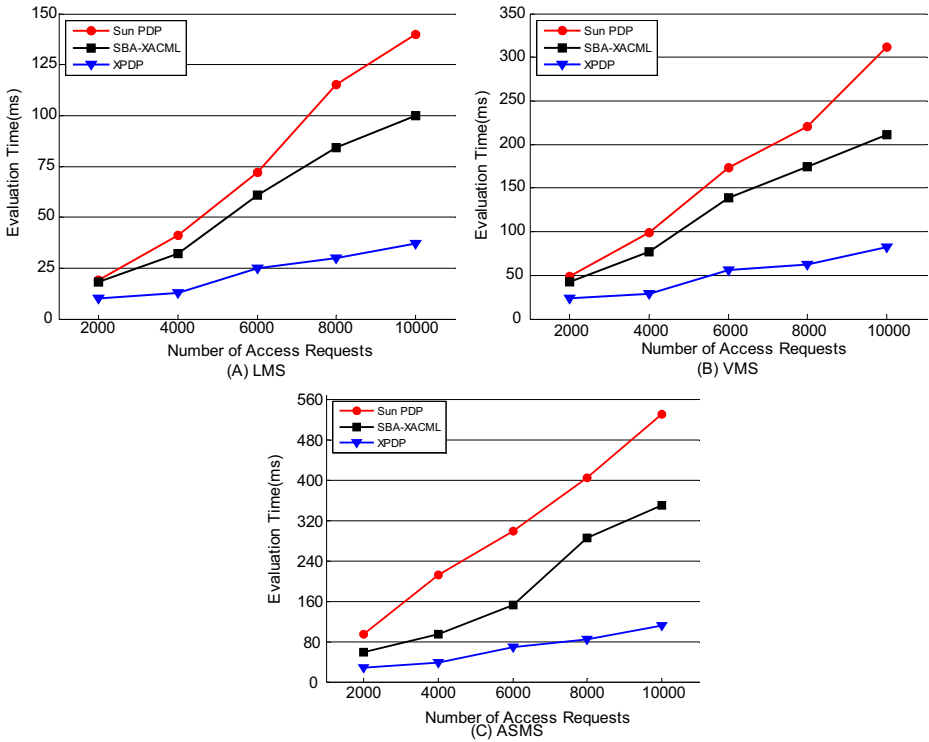 150
125
100
75
50
25
0
Evaluation Time(ms)
Sun PDP
SBA-XACML
XPDP
2000 4000 6000 8000 10000
Number of Access Requests
(A) LMS
350
300
250
200
150
100
50
0
Evaluation Time(ms)
Sun PDP
SBA-XACML
XPDP
2000 4000 6000 8000 10000
Number of Access Requests
(B) VMS
560
480
400
320
240
160
80
0
Evaluation Time(ms)
Sun PDP
SBA-XACML
XPDP
2000 4000 6000 8000 10000
Number of Access Requests
(C) ASMS